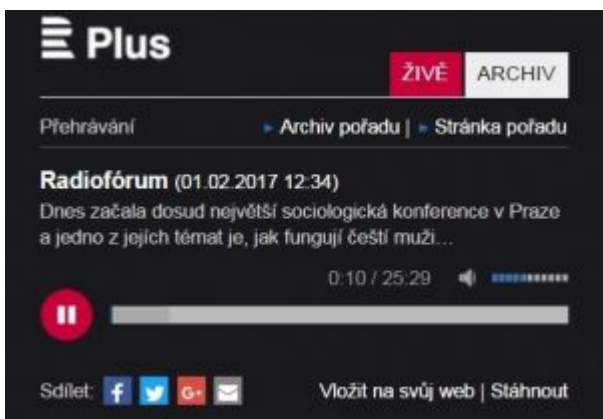 Plus
ŽIVĚ ARCHIV
Přehrávání ▸ Archiv pořadu | ▸ Stránka pořadu
Radiofórum (01.02.2017 12:34)
Dnes začala dosud největší sociologická konference v Praze
a jedno z jejích témat je, jak fungují čeští muži…
0:10 / 25:29
Sdílet: f G+ Vložit na svůj web | Stáhnout